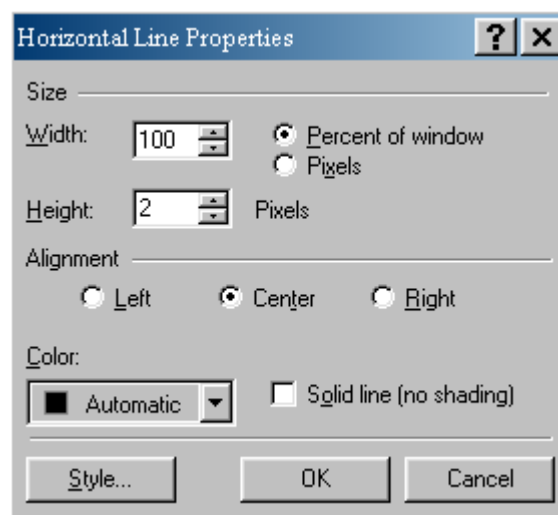 Horizontal Line Properties ? X
Size
Width: 100 Percent of window
Pixels
Height: 2 Pixels
Alignment
Left Center Right
Color:
Automatic Solid line (no shading)
Style... OK Cancel